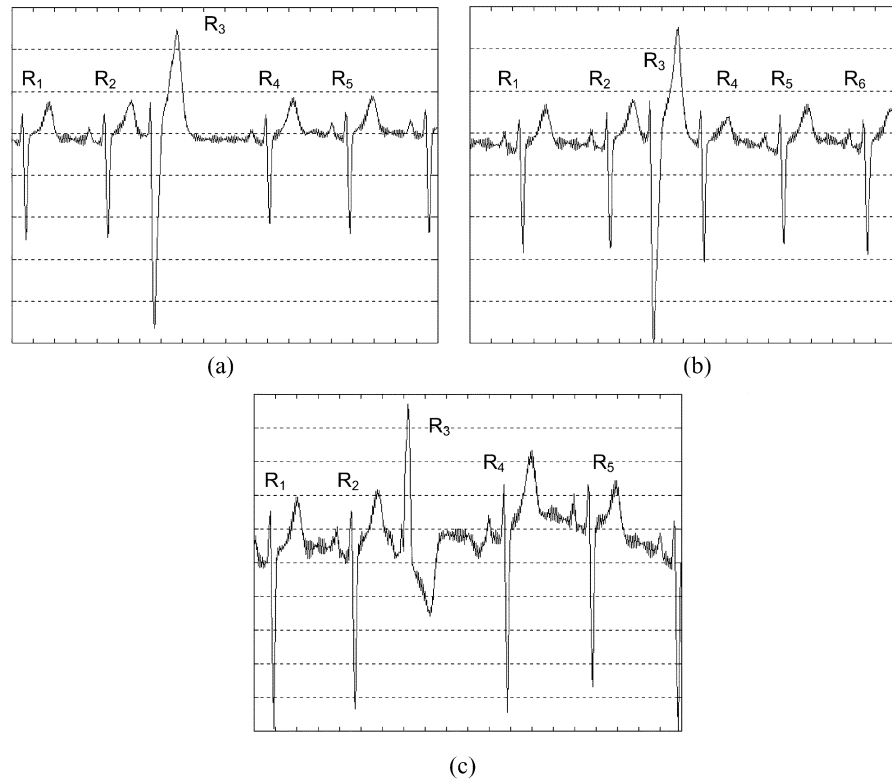 R₃
R₁ R₂ R₄ R₅
R₃
R₁ R₂ R₄ R₅ R₆
(a) (b)
R₃
R₁ R₂ R₄ R₅
(c)